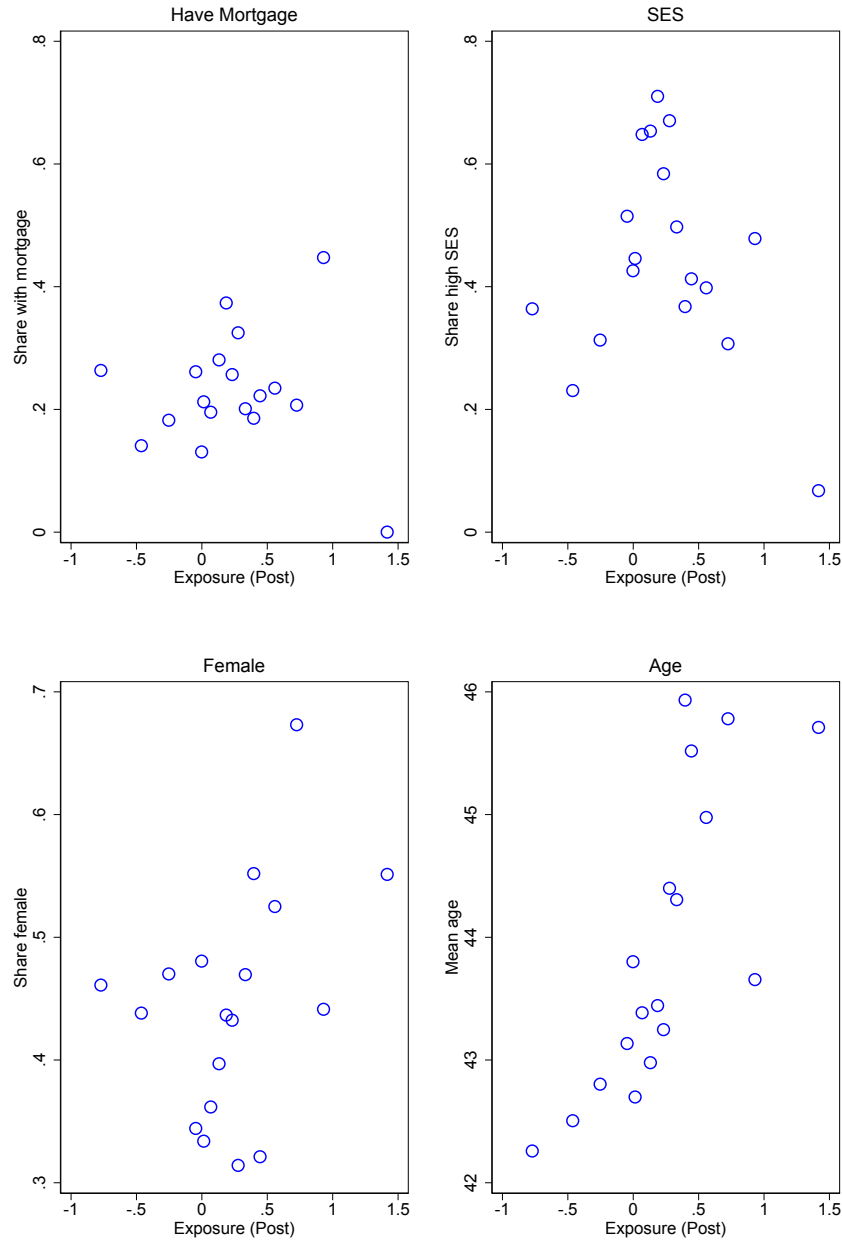 Have Mortgage
Share with mortgage
.8
.6
.4
.2
0
-1 -.5 0 .5 1 1.5
Exposure (Post)
SES
Share high SES
.8
.6
.4
.2
0
-1 -.5 0 .5 1 1.5
Exposure (Post)
Female
Share female
.7
.6
.5
.4
.3
-1 -.5 0 .5 1 1.5
Exposure (Post)
Age
Mean age
46
45
44
43
42
-1 -.5 0 .5 1 1.5
Exposure (Post)